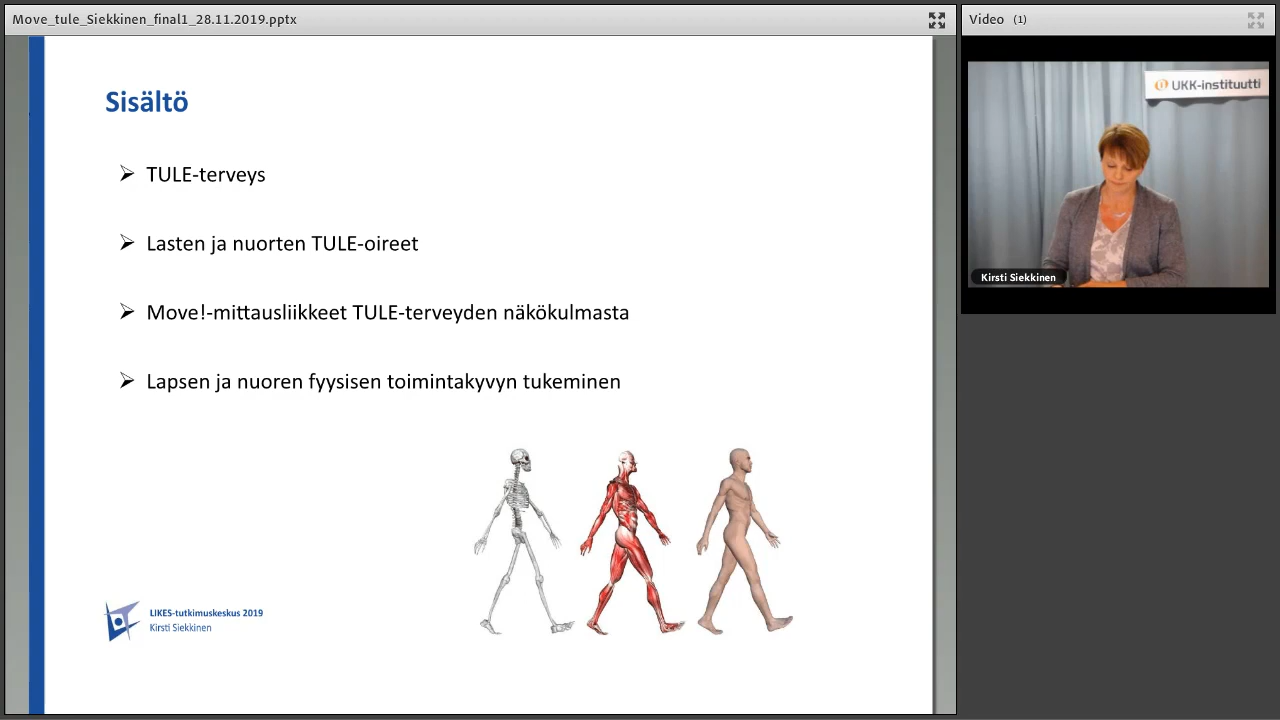 Move_tule_Siekkinen_final1_28.11.2019.pptx
Video (1)
Sisältö
TULE-terveys
Lasten ja nuorten TULE-oireet
Move!-mittausliikkeet TULE-terveyden näkökulmasta
Lapsen ja nuoren fyysisen toimintakyvyn tukeminen
LIKES-tutkimuskeskus 2019
Kirsti Siekkinen
UKK-instituutti
Kirsti Siekkinen